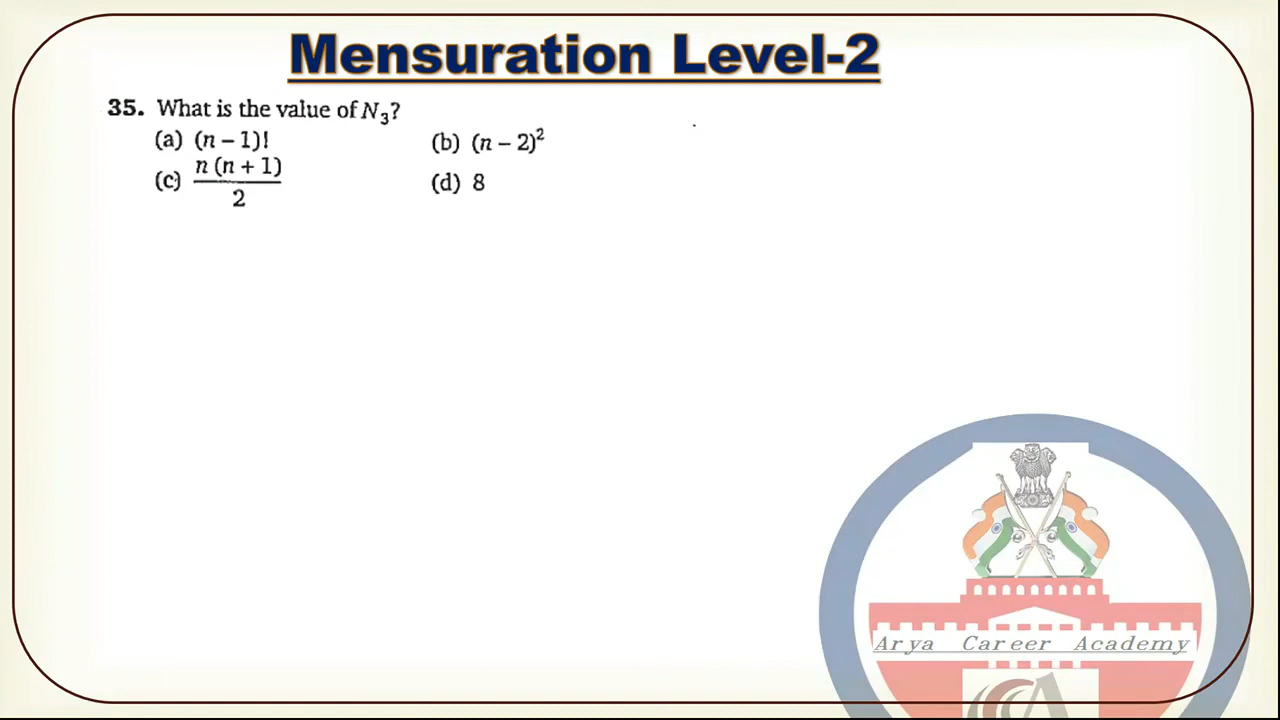 Mensuration Level-2
35. What is the value of N₃?
(a) (n – 1)! (b) (n – 2)²
(c) n (n + 1) / 2 (d) 8
Arya Career Academy